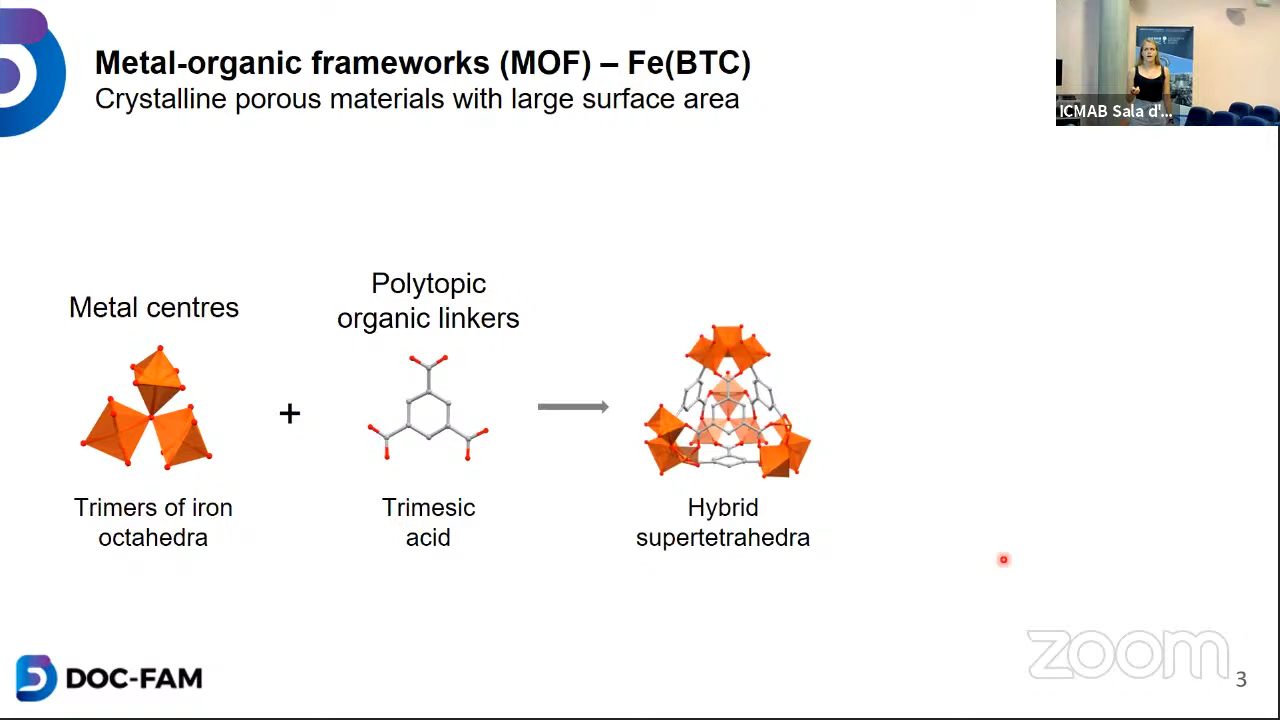 Metal-organic frameworks (MOF) – Fe(BTC)
Crystalline porous materials with large surface area
ICMAB Sala d'...
Metal centres
Polytopic
organic linkers
+
Trimers of iron
octahedra
Trimesic
acid
Hybrid
supertetrahedra
DOC-FAM
zoom
3